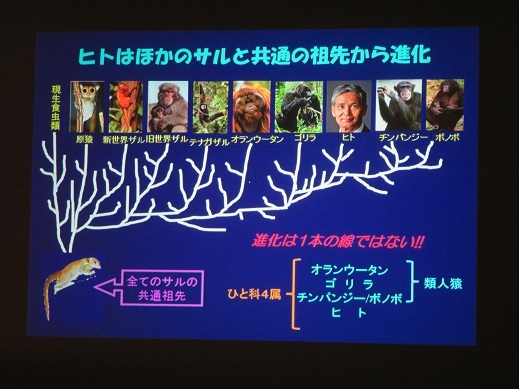 ヒトはほかのサルと共通の祖先から進化
現生食虫類
原猿
新世界ザル
旧世界ザル
テナガザル
オランウータン
ゴリラ
ヒト
チンパンジー
ボノボ
進化は1本の線ではない!!
全てのサルの
共通祖先
ひと科4属
オランウータン
ゴリラ
チンパンジー/ボノボ
ヒト
類人猿